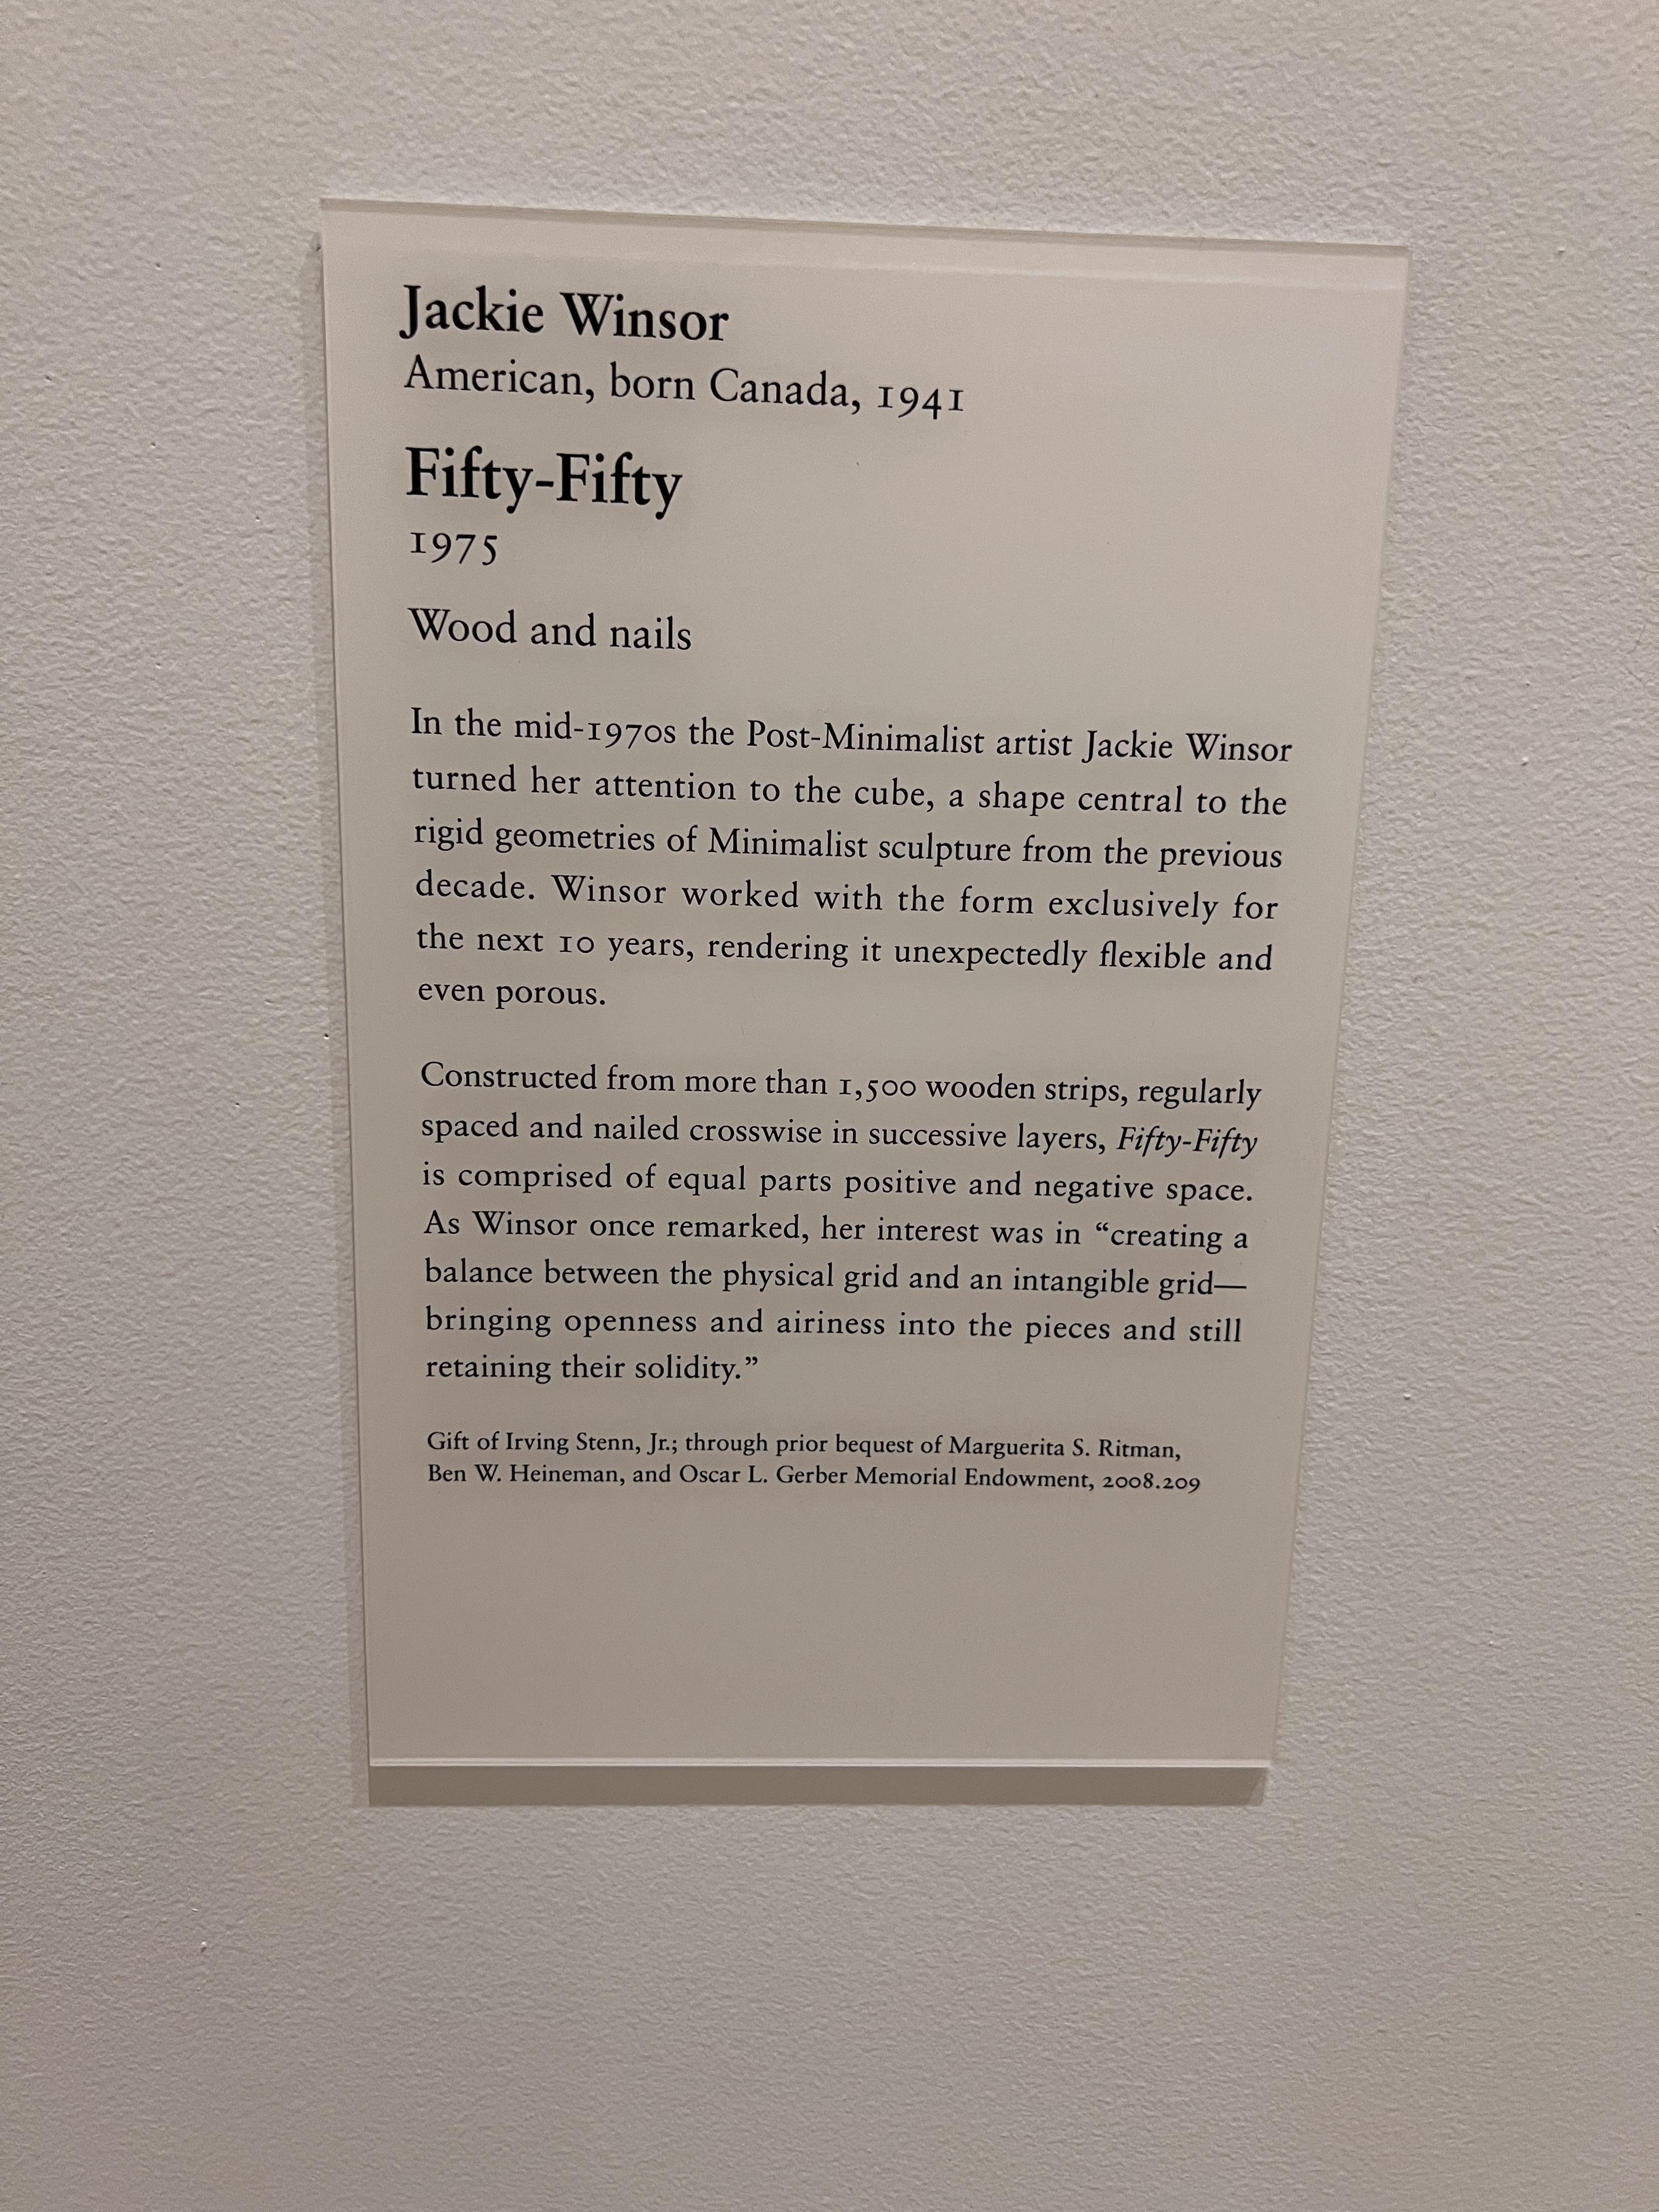 Jackie Winsor
American, born Canada, 1941
Fifty-Fifty
1975
Wood and nails
In the mid-1970s the Post-Minimalist artist Jackie Winsor
turned her attention to the cube, a shape central to the
rigid geometries of Minimalist sculpture from the previous
decade. Winsor worked with the form exclusively for
the next 10 years, rendering it unexpectedly flexible and
even porous.
Constructed from more than 1,500 wooden strips, regularly
spaced and nailed crosswise in successive layers, Fifty-Fifty
is comprised of equal parts positive and negative space.
As Winsor once remarked, her interest was in “creating a
balance between the physical grid and an intangible grid—
bringing openness and airiness into the pieces and still
retaining their solidity.”
Gift of Irving Stenn, Jr.; through prior bequest of Marguerita S. Ritman,
Ben W. Heineman, and Oscar L. Gerber Memorial Endowment, 2008.209